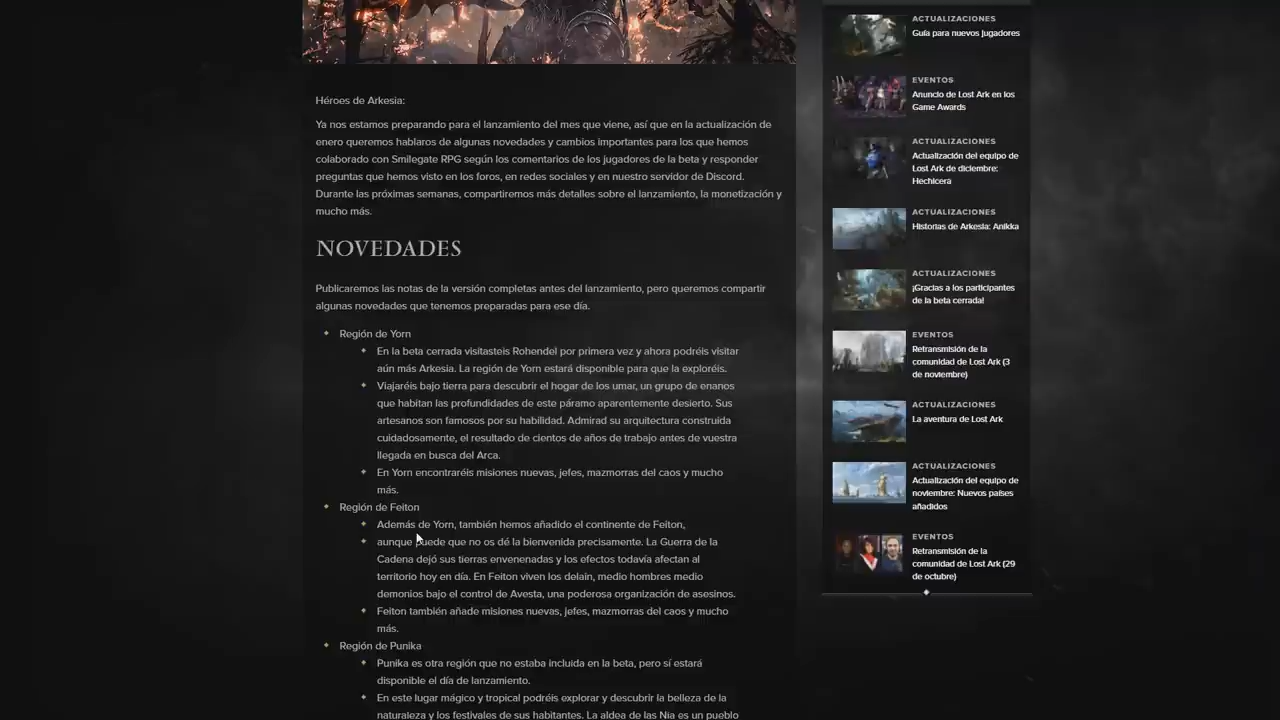 Héroes de Arkesia:
Ya nos estamos preparando para el lanzamiento del mes que viene, así que en la actualización de
enero queremos hablaros de algunas novedades y cambios importantes para los que hemos
colaborado con Smilegate RPG según los comentarios de los jugadores de la beta y responder
preguntas que hemos visto en los foros, en redes sociales y en nuestro servidor de Discord.
Durante las próximas semanas, compartiremos más detalles sobre el lanzamiento, la monetización y
mucho más.
NOVEDADES
Publicaremos las notas de la versión completas antes del lanzamiento, pero queremos compartir
algunas novedades que tenemos preparadas para ese día.
Región de Yorn
En la beta cerrada visitasteis Rohendel por primera vez y ahora podréis visitar
aún más Arkesia. La región de Yorn estará disponible para que la exploréis.
Viajaréis bajo tierra para descubrir el hogar de los umar, un grupo de enanos
que habitan las profundidades de este páramo aparentemente desierto. Sus
artesanos son famosos por su habilidad. Admirad su arquitectura construida
cuidadosamente, el resultado de cientos de años de trabajo antes de vuestra
llegada en busca del Arca.
En Yorn encontraréis misiones nuevas, jefes, mazmorras del caos y mucho
más.
Región de Feiton
Además de Yorn, también hemos añadido el continente de Feiton,
aunque puede que no os dé la bienvenida precisamente. La Guerra de la
Cadena dejó sus tierras envenenadas y los efectos todavía afectan al
territorio hoy en día. En Feiton viven los delain, medio hombres medio
demonios bajo el control de Avesta, una poderosa organización de asesinos.
Feiton también añade misiones nuevas, jefes, mazmorras del caos y mucho
más.
Región de Punika
Punika es otra región que no estaba incluida en la beta, pero sí estará
disponible el día de lanzamiento.
En este lugar mágico y tropical podréis explorar y descubrir la belleza de la
naturaleza y los festivales de sus habitantes. La aldea de las Nia es un pueblo
ACTUALIZACIONES
Guía para nuevos jugadores
EVENTOS
Anuncio de Lost Ark en los
Game Awards
ACTUALIZACIONES
Actualización del equipo de
Lost Ark de diciembre:
Hechicera
ACTUALIZACIONES
Historias de Arkesia: Anikka
ACTUALIZACIONES
¡Gracias a los participantes
de la beta cerrada!
EVENTOS
Retransmisión de la
comunidad de Lost Ark (3
de noviembre)
ACTUALIZACIONES
La aventura de Lost Ark
ACTUALIZACIONES
Actualización del equipo de
noviembre: Nuevos países
añadidos
EVENTOS
Retransmisión de la
comunidad de Lost Ark (29
de octubre)